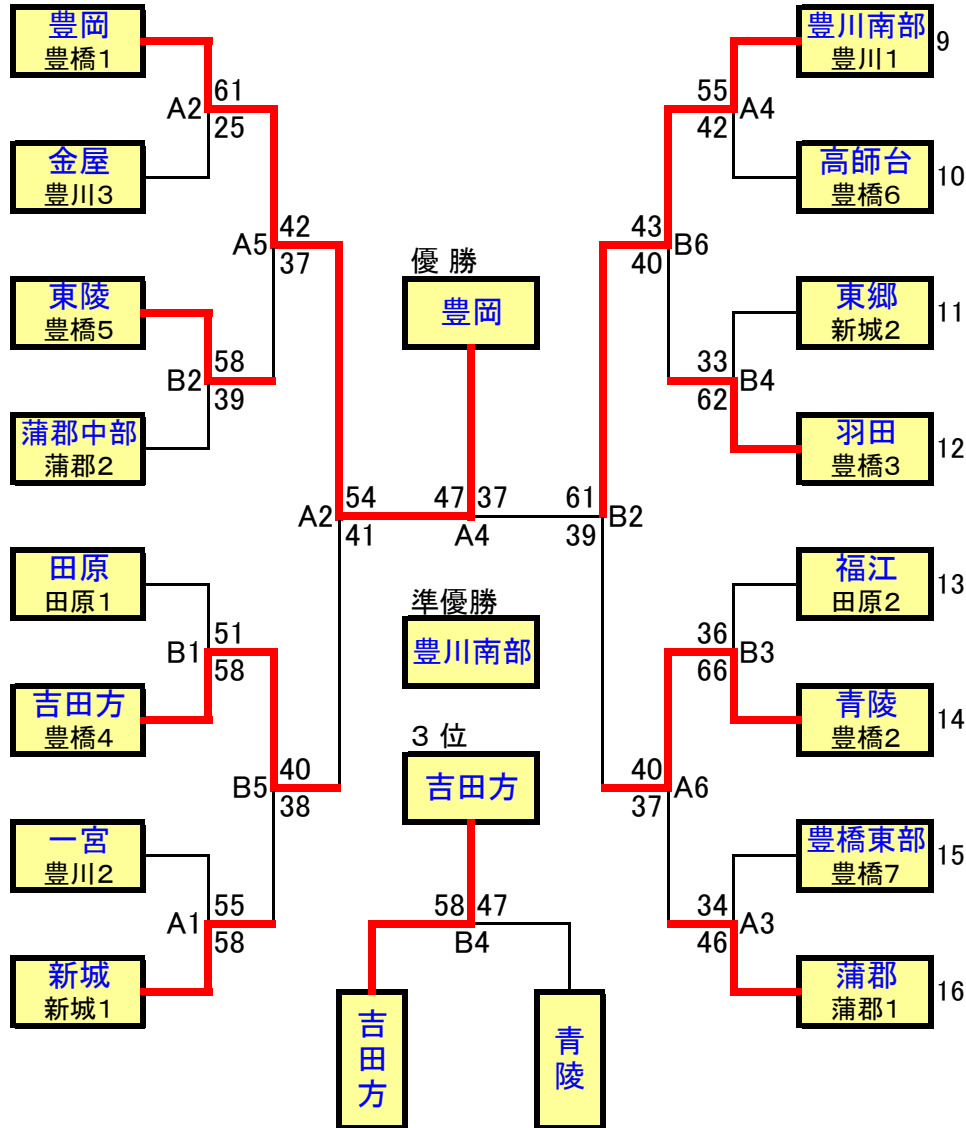 豊岡
豊橋1
金屋
豊川3
東陵
豊橋5
蒲郡中部
蒲郡2
田原
田原1
吉田方
豊橋4
一宮
豊川2
新城
新城1
A2
61
25
B2
58
39
B1
51
58
A1
55
58
A5
42
37
B5
40
38
A2
54
41
優 勝
豊岡
47 37
A4
準優勝
豊川南部
3 位
吉田方
58 47
B4
吉田方
青陵
61
39
B2
43
40
B6
40
37
A6
55
42
A4
33
62
B4
36
66
B3
34
46
A3
豊川南部
豊川1
9
高師台
豊橋6
10
東郷
新城2
11
羽田
豊橋3
12
福江
田原2
13
青陵
豊橋2
14
豊橋東部
豊橋7
15
蒲郡
蒲郡1
16